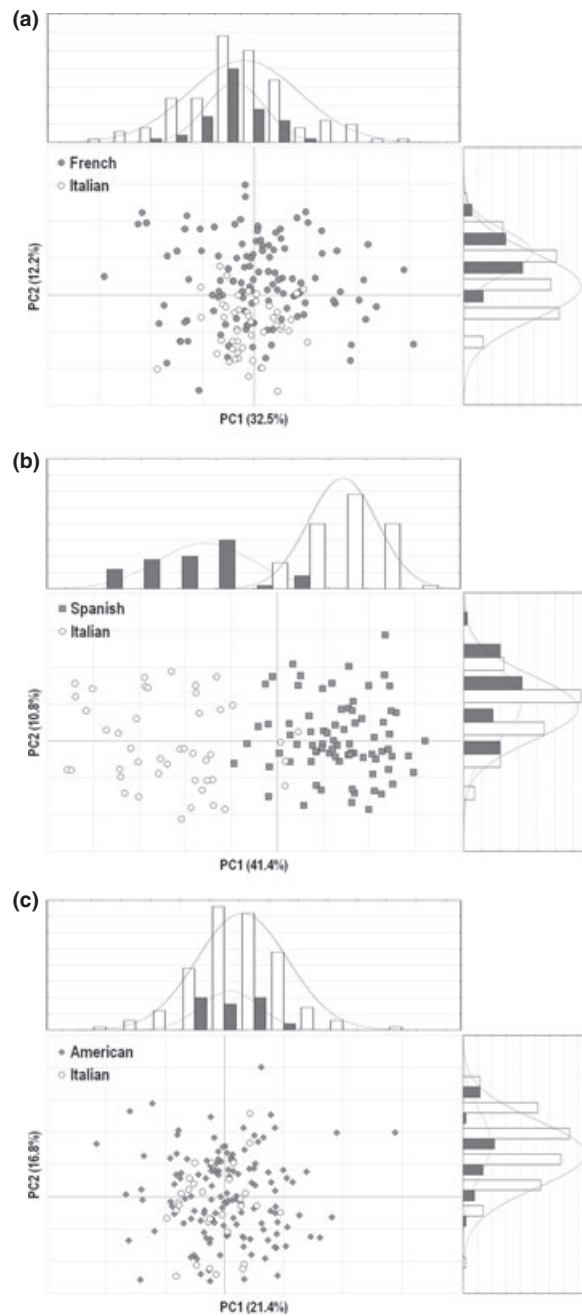 (a)
French
Italian
PC2 (12.2%)
PC1 (32.5%)
(b)
Spanish
Italian
PC2 (10.8%)
PC1 (41.4%)
(c)
American
Italian
PC2 (16.8%)
PC1 (21.4%)